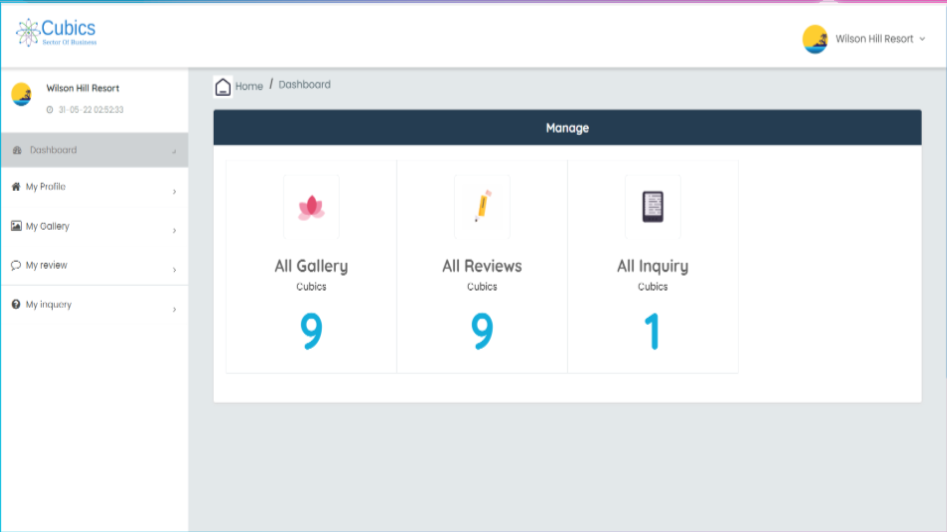 Cubics
Sector Of Business
Wilson Hill Resort
Wilson Hill Resort
31-05-22 02:52:33
Home / Dashboard
Dashboard
My Profile
My Gallery
My review
My inquery
Manage
All Gallery
Cubics
9
All Reviews
Cubics
9
All Inquiry
Cubics
1